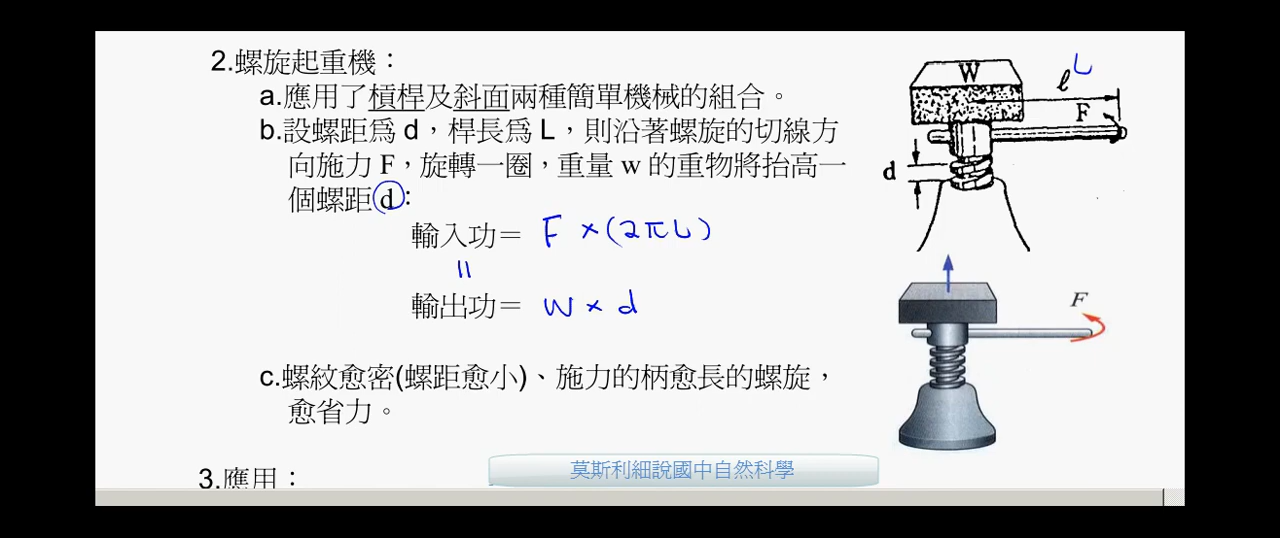 2.螺旋起重機：
a.應用了槓桿及斜面兩種簡單機械的組合。
b.設螺距爲 d，桿長爲 L，則沿著螺旋的切線方
向施力 F，旋轉一圈，重量 w 的重物將抬高一
個螺距 d：
輸入功＝ F ×(2πL)
=
輸出功＝ W × d
c.螺紋愈密(螺距愈小)、施力的柄愈長的螺旋，
愈省力。
3.應用：
W
ℓ L
F
d
F
莫斯利細說國中自然科學